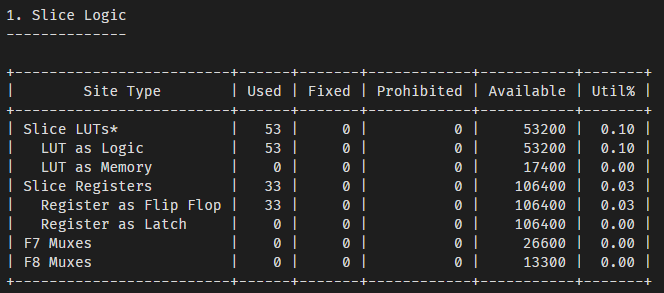 1. Slice Logic
--------------

+-------------------------+------+-------+------------+-----------+-------+
|        Site Type        | Used | Fixed | Prohibited | Available | Util% |
+-------------------------+------+-------+------------+-----------+-------+
| Slice LUTs*             |   53 |     0 |          0 |     53200 |  0.10 |
|   LUT as Logic          |   53 |     0 |          0 |     53200 |  0.10 |
|   LUT as Memory         |    0 |     0 |          0 |     17400 |  0.00 |
| Slice Registers         |   33 |     0 |          0 |    106400 |  0.03 |
|   Register as Flip Flop |   33 |     0 |          0 |    106400 |  0.03 |
|   Register as Latch     |    0 |     0 |          0 |    106400 |  0.00 |
| F7 Muxes                |    0 |     0 |          0 |     26600 |  0.00 |
| F8 Muxes                |    0 |     0 |          0 |     13300 |  0.00 |
+-------------------------+------+-------+------------+-----------+-------+